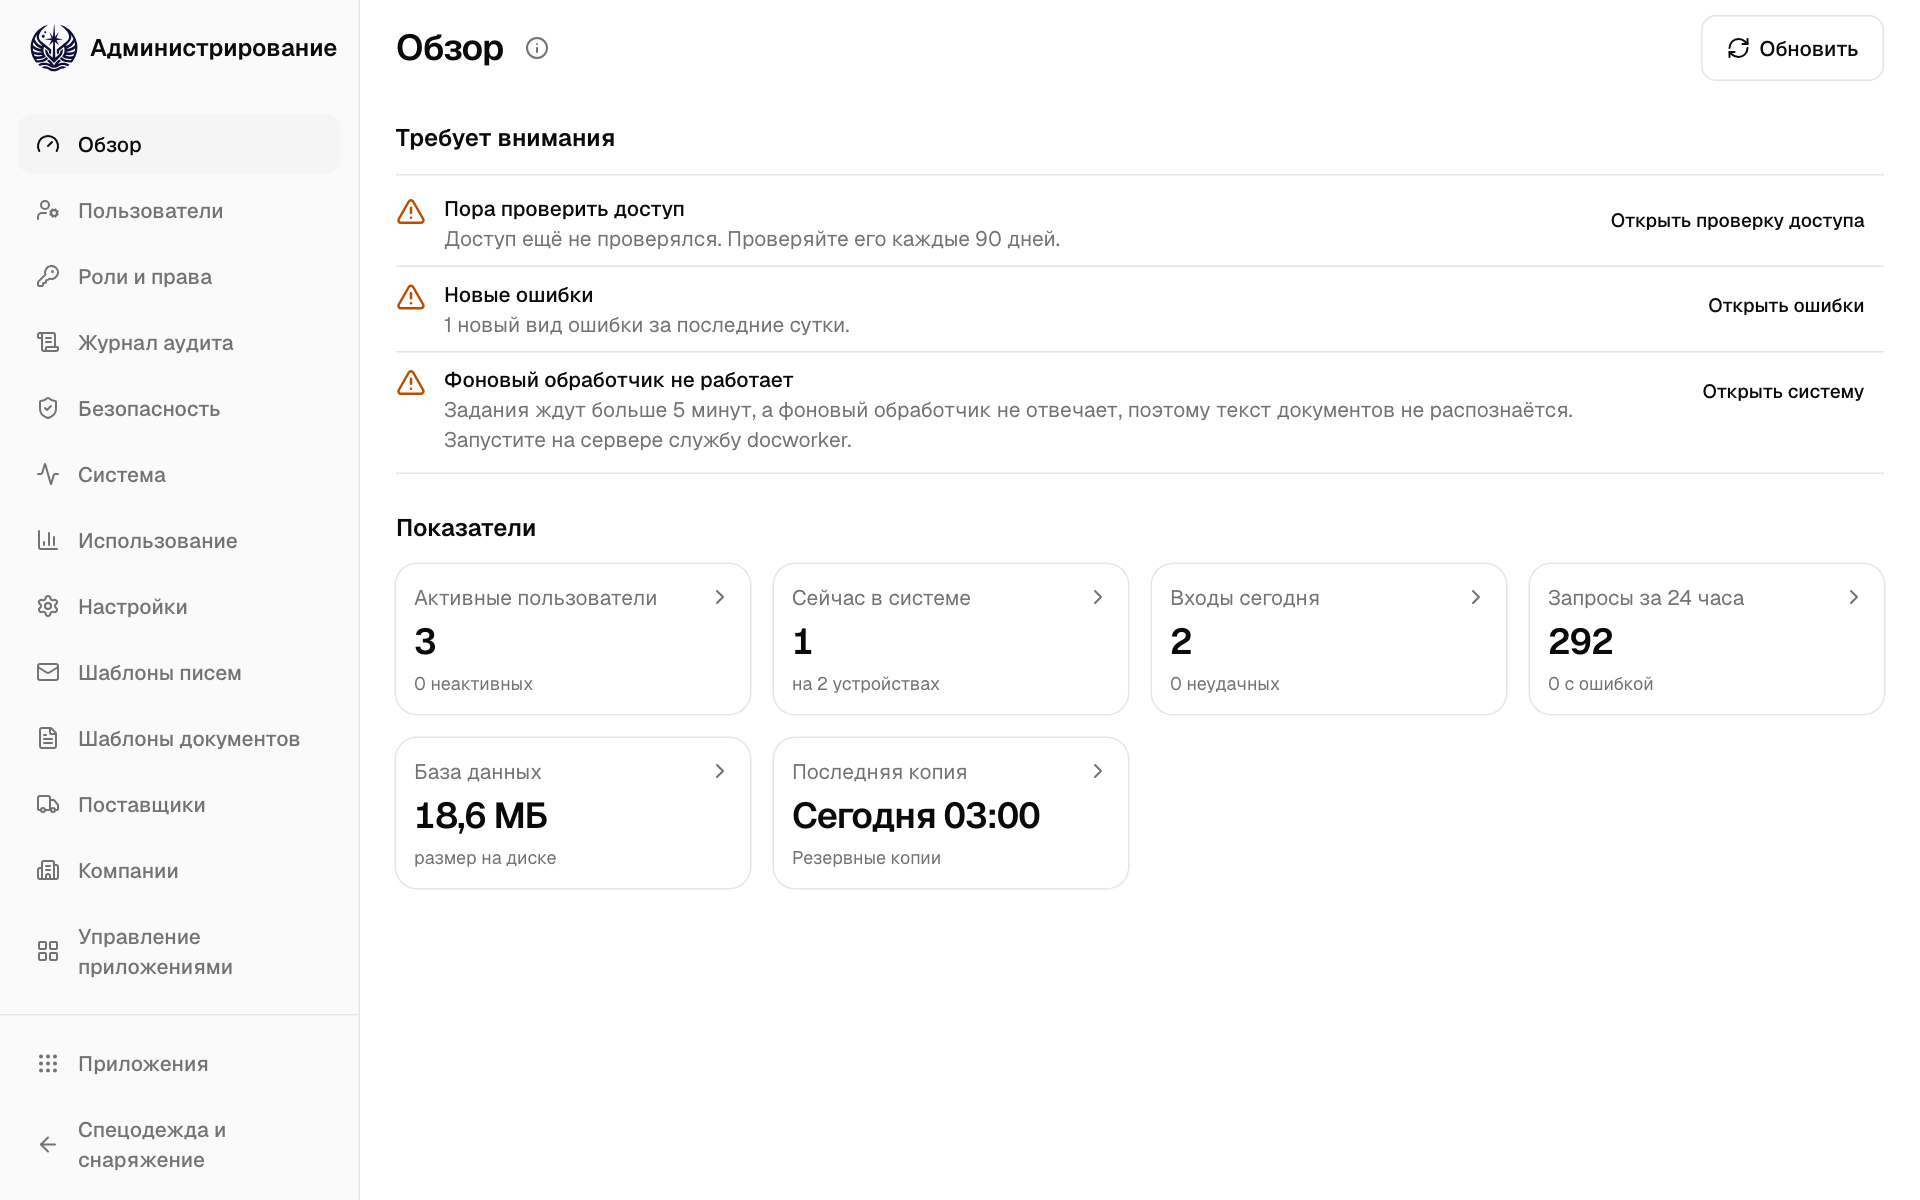 Администрирование
Обзор
Пользователи
Роли и права
Журнал аудита
Безопасность
Система
Использование
Настройки
Шаблоны писем
Шаблоны документов
Поставщики
Компании
Управление
приложениями
Приложения
Спецодежда и
снаряжение
Обзор
Обновить
Требует внимания
Пора проверить доступ
Доступ ещё не проверялся. Проверяйте его каждые 90 дней.
Открыть проверку доступа
Новые ошибки
1 новый вид ошибки за последние сутки.
Открыть ошибки
Фоновый обработчик не работает
Задания ждут больше 5 минут, а фоновый обработчик не отвечает, поэтому текст документов не распознаётся.
Запустите на сервере службу docworker.
Открыть систему
Показатели
Активные пользователи
3
0 неактивных
Сейчас в системе
1
на 2 устройствах
Входы сегодня
2
0 неудачных
Запросы за 24 часа
292
0 с ошибкой
База данных
18,6 МБ
размер на диске
Последняя копия
Сегодня 03:00
Резервные копии